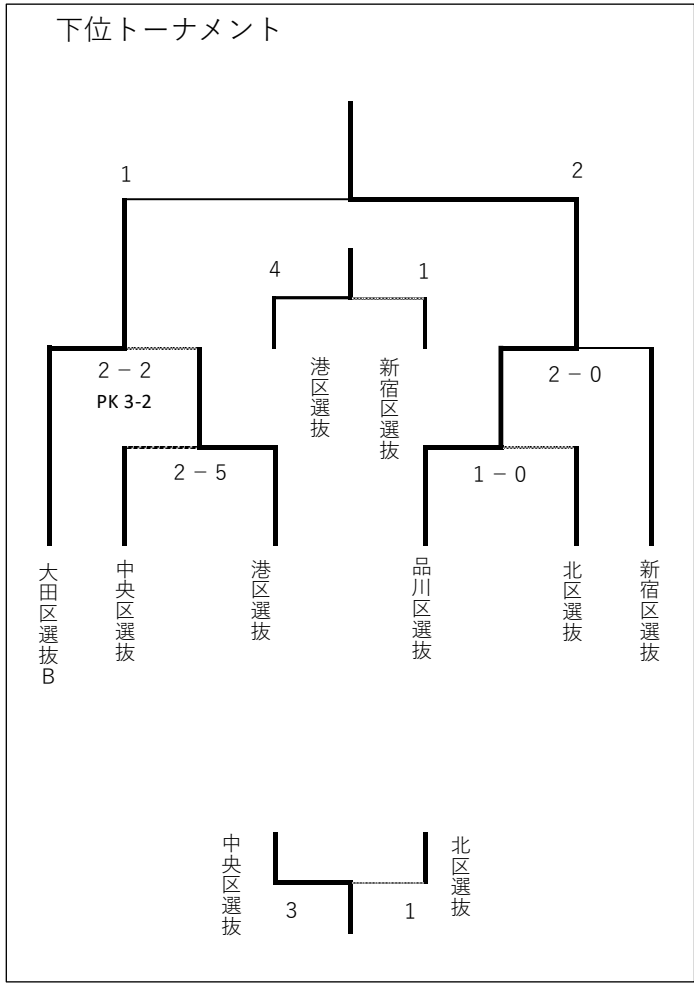 下位トーナメント
1
2
4
1
港区選抜
新宿区選抜
2－2
PK 3-2
2－0
2－5
1－0
大田区選抜B
中央区選抜
港区選抜
品川区選抜
北区選抜
新宿区選抜
中央区選抜
北区選抜
3
1